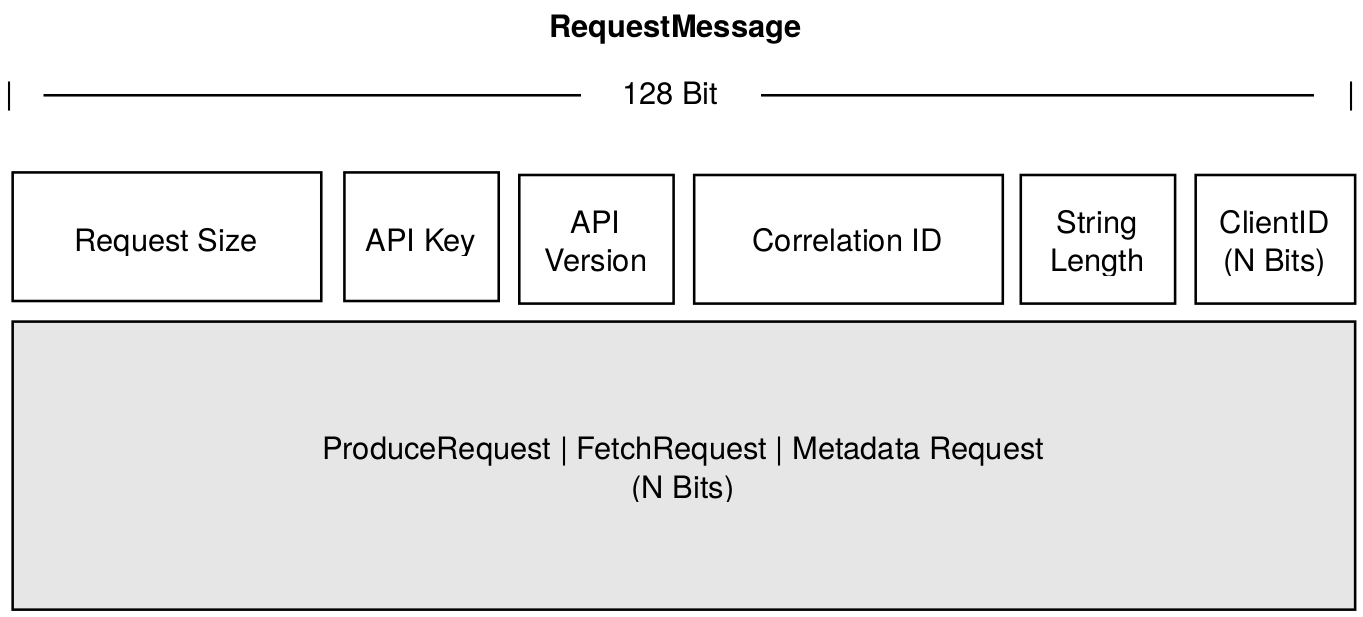 RequestMessage
128 Bit
Request Size
API Key
API
Version
Correlation ID
String
Length
ClientID
(N Bits)
ProduceRequest | FetchRequest | Metadata Request
(N Bits)